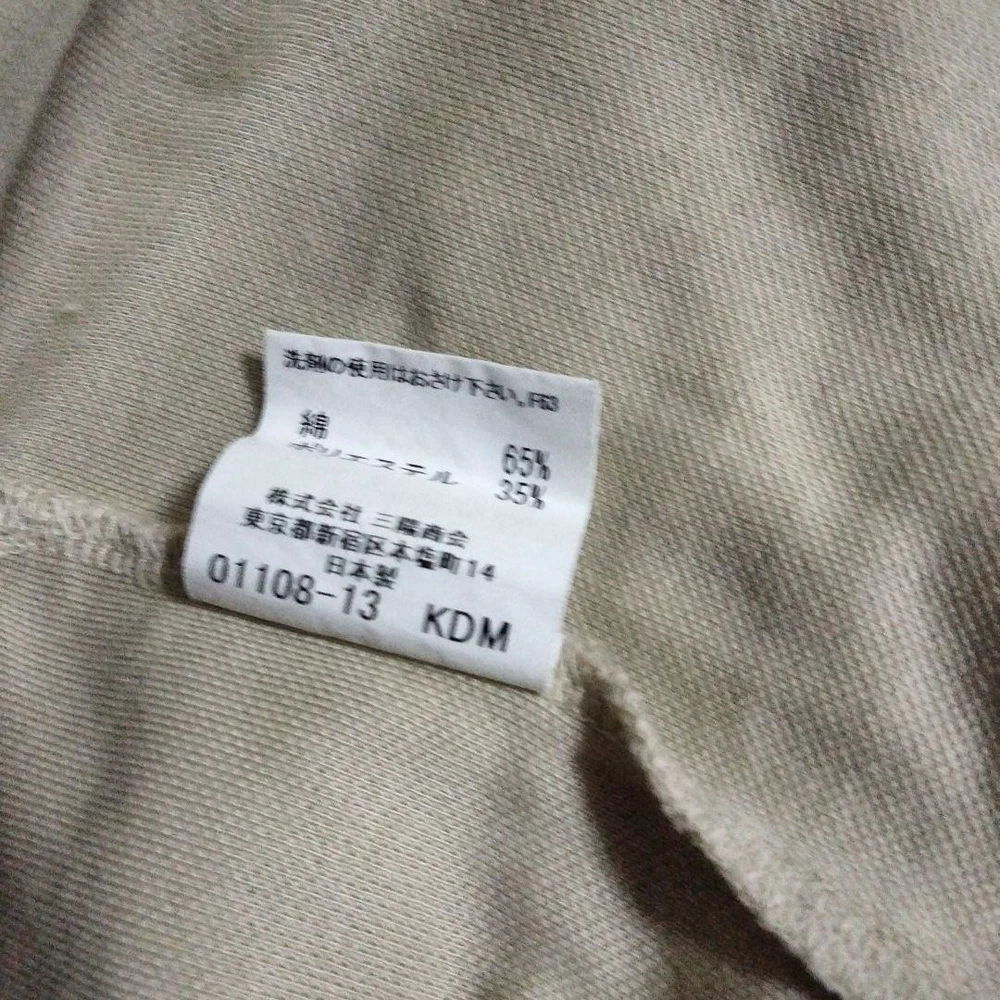 洗剤の使用はおさけ下さい。F63
綿 65%
ポリエステル 35%
株式会社 三陽商会
東京都新宿区本塩町14
日本製
01108-13 KDM